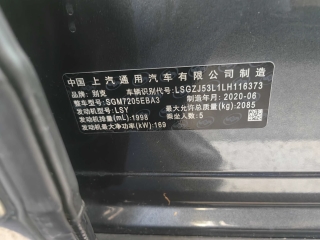 中国上汽通用汽车有限公司制造
品牌：别克 车辆识别代号：LSGZJ53L1LH116373
整车型号：SGM7205EBA3 制造年月：2020-06
发动机型号：LSY 最大允许总质量(kg)：2085
发动机排量(mL)：1998 乘坐人数：5
发动机最大净功率(kW)：169